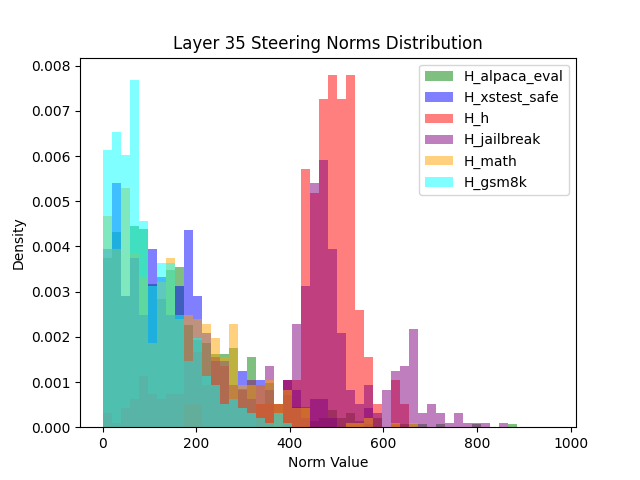 Layer 35 Steering Norms Distribution
H_alpaca_eval
H_xstest_safe
H_h
H_jailbreak
H_math
H_gsm8k
0.008
0.007
0.006
0.005
0.004
0.003
0.002
0.001
0.000
Density
0 200 400 600 800 1000
Norm Value